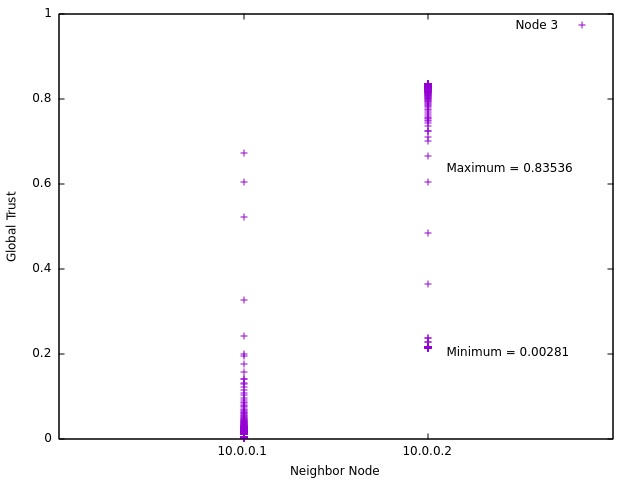 1
Node 3
0.8
Maximum = 0.83536
0.6
Global Trust
0.4
0.2
Minimum = 0.00281
0
10.0.0.1
10.0.0.2
Neighbor Node